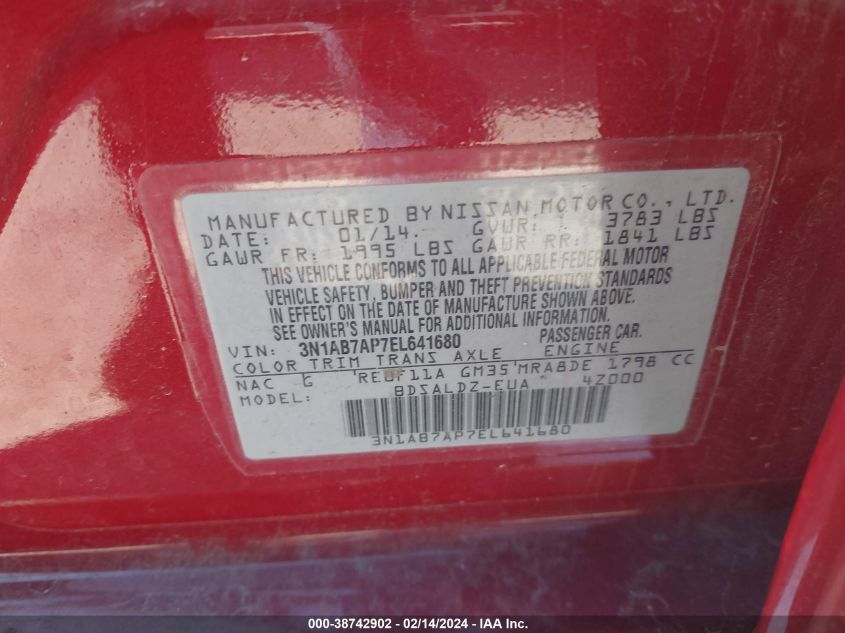 MANUFACTURED BY NISSAN MOTOR CO., LTD.
DATE: 01/14 GVWR: 3783 LBS
GAWR FR: 1995 LBS GAWR RR: 1841 LBS
THIS VEHICLE CONFORMS TO ALL APPLICABLE FEDERAL MOTOR
VEHICLE SAFETY, BUMPER AND THEFT PREVENTION STANDARDS
IN EFFECT ON THE DATE OF MANUFACTURE SHOWN ABOVE.
SEE OWNER'S MANUAL FOR ADDITIONAL INFORMATION.
VIN: 3N1AB7AP7EL641680 PASSENGER CAR
COLOR TRIM TRANS AXLE ENGINE
NAC G RE0F11A GM35 MRA8DE 1798 CC
MODEL: BDSALDZ-EUA 4Z000
3N1AB7AP7EL641680
000-38742902 - 02/14/2024 - IAA Inc.